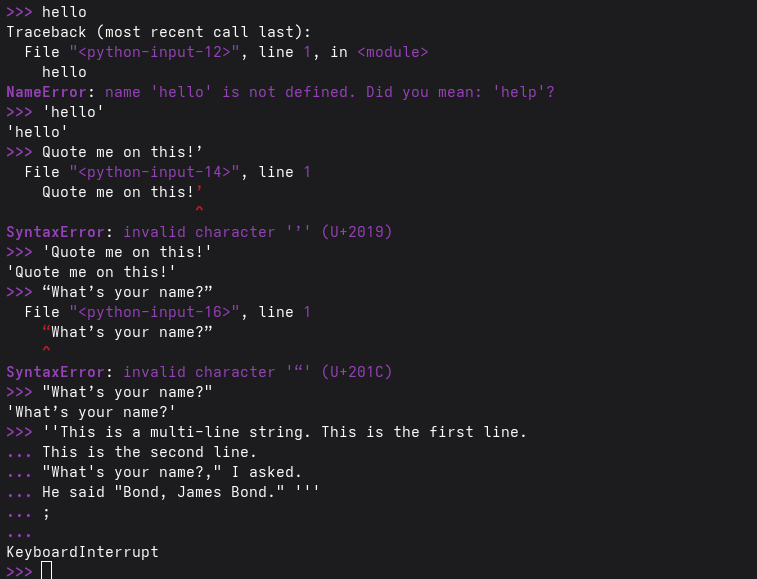 >>> hello
Traceback (most recent call last):
  File "<python-input-12>", line 1, in <module>
    hello
NameError: name 'hello' is not defined. Did you mean: 'help'?
>>> 'hello'
'hello'
>>> Quote me on this!’
  File "<python-input-14>", line 1
    Quote me on this!’
                     ^
SyntaxError: invalid character '’' (U+2019)
>>> 'Quote me on this!'
'Quote me on this!'
>>> “What’s your name?”
  File "<python-input-16>", line 1
    “What’s your name?”
    ^
SyntaxError: invalid character '“' (U+201C)
>>> "What’s your name?"
'What’s your name?'
>>> ''This is a multi-line string. This is the first line.
... This is the second line.
... "What's your name?," I asked.
... He said "Bond, James Bond." '''
... ;
...
KeyboardInterrupt
>>>